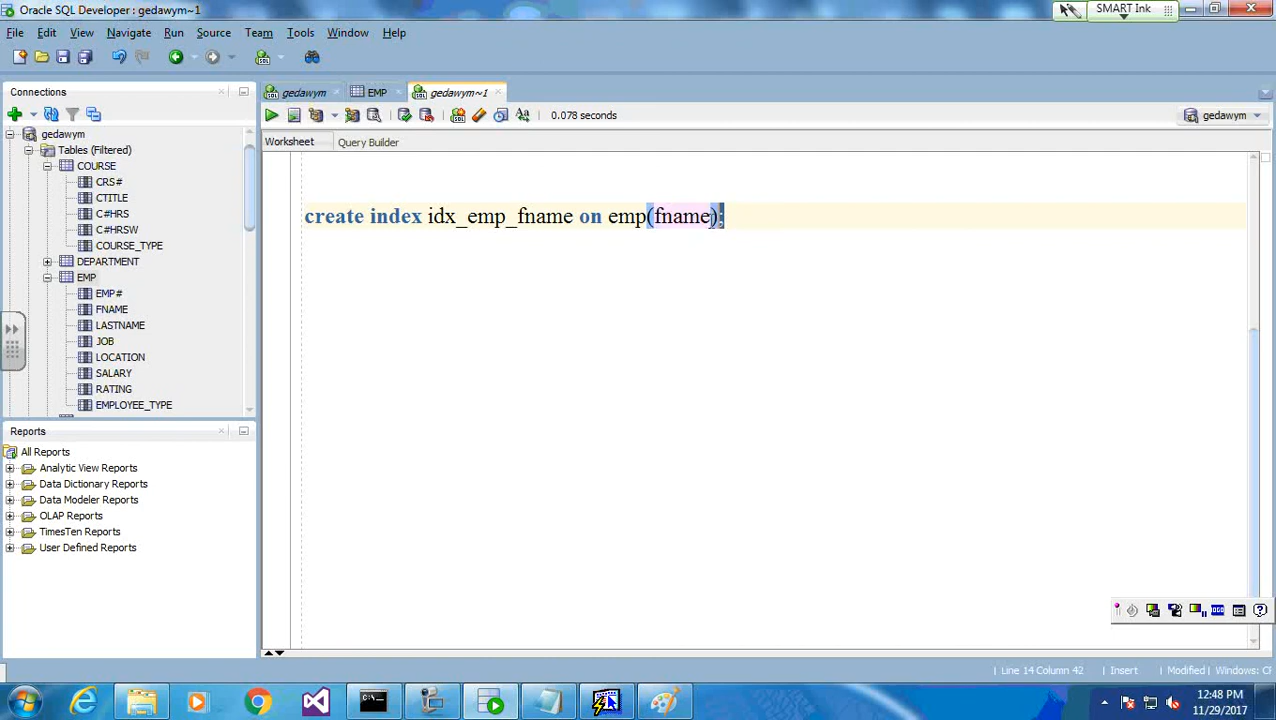 Oracle SQL Developer : gedawym~1
SMART Ink
File Edit View Navigate Run Source Team Tools Window Help
Connections
gedawym EMP gedawym~1
0.078 seconds
gedawym
Worksheet Query Builder
gedawym
Tables (Filtered)
COURSE
CRS#
CTITLE
C#HRS
C#HRSW
COURSE_TYPE
DEPARTMENT
EMP
EMP#
FNAME
LASTNAME
JOB
LOCATION
SALARY
RATING
EMPLOYEE_TYPE
create index idx_emp_fname on emp(fname);
Reports
All Reports
Analytic View Reports
Data Dictionary Reports
Data Modeler Reports
OLAP Reports
TimesTen Reports
User Defined Reports
Line 14 Column 42 Insert Modified Windows: CF
12:48 PM
11/29/2017